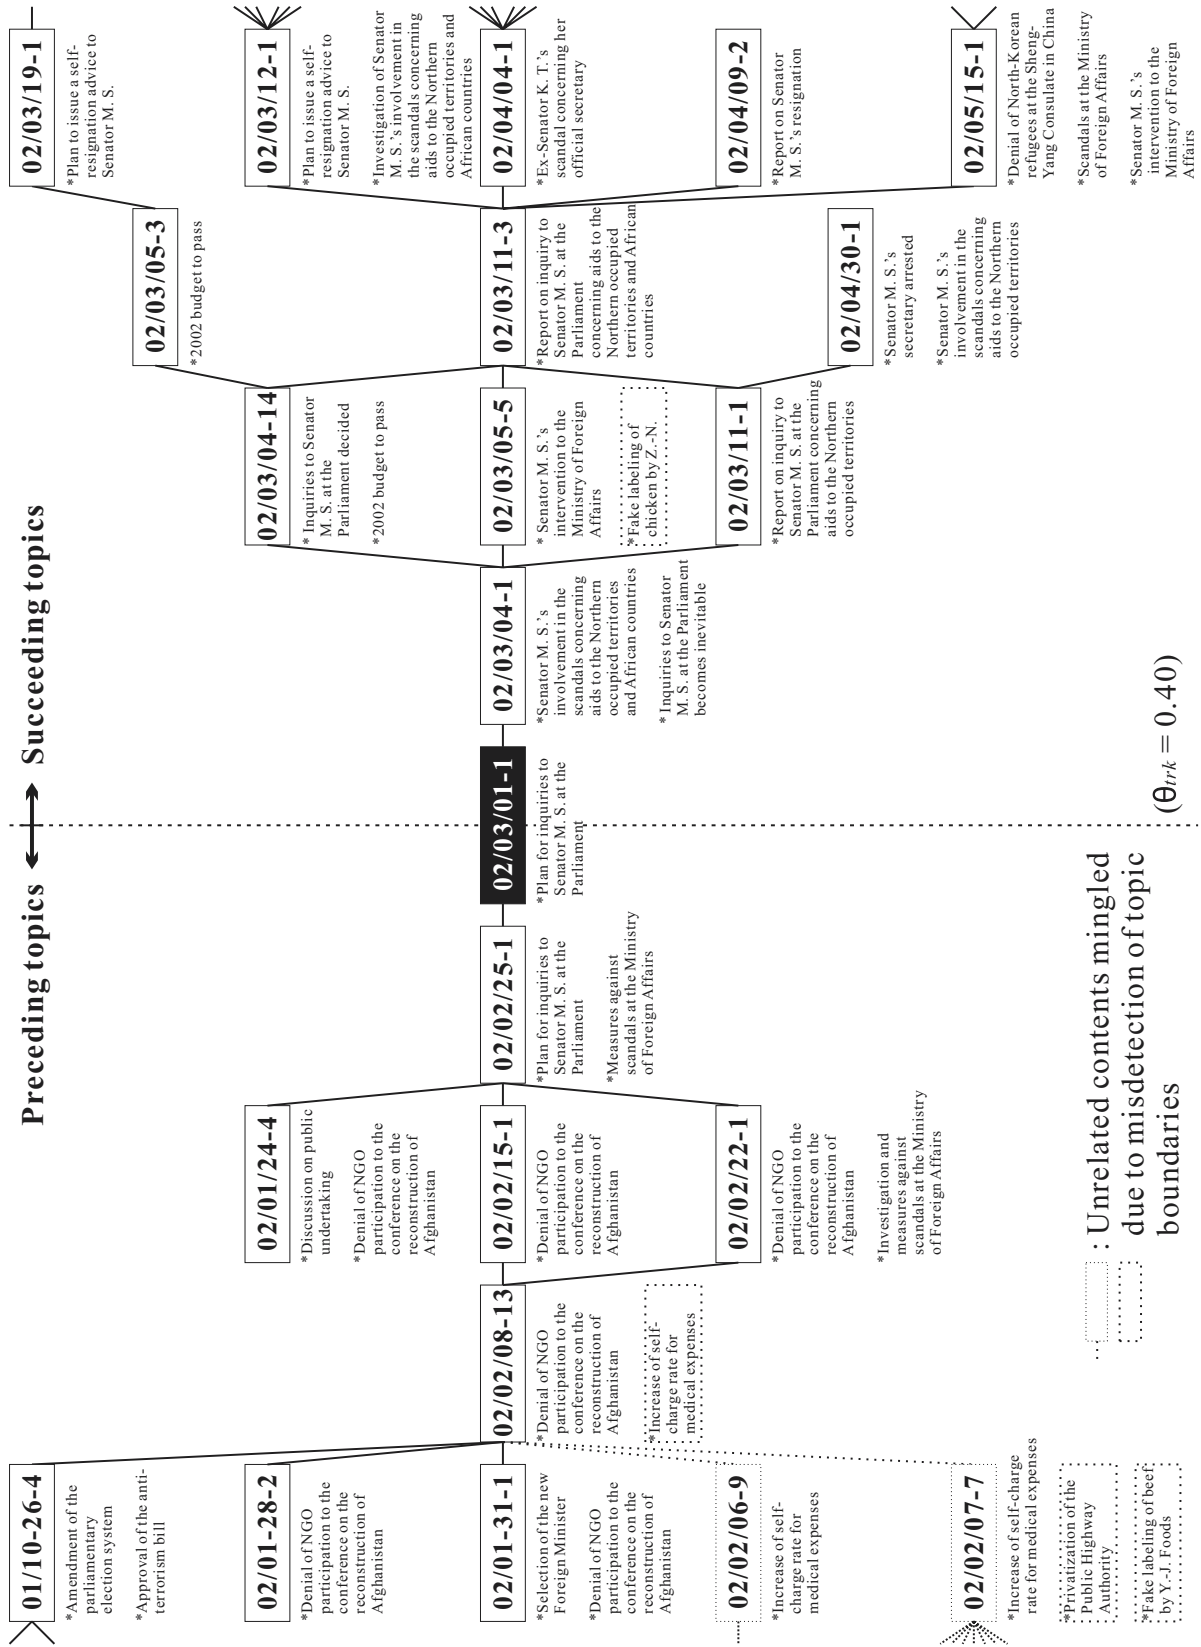 Preceding topics
Succeeding topics
01/10-26-4
*Amendment of the
parliamentary
election system
*Approval of the anti-
terrorism bill
02/01-28-2
*Denial of NGO
participation to the
conference on the
reconstruction of
Afghanistan
02/01-31-1
*Selection of the new
Foreign Minister
*Denial of NGO
participation to the
conference on the
reconstruction of
Afghanistan
02/02/06-9
*Increase of self-
charge rate for
medical expenses
02/02/07-7
*Increase of self-charge
rate for medical expenses
*Privatization of the
Public Highway
Authority
*Fake labeling of beef
by Y.-J. Foods
02/02/08-13
*Denial of NGO
participation to the
conference on the
reconstruction of
Afghanistan
*Increase of self-
charge rate for
medical expenses
02/01/24-4
*Discussion on public
undertaking
*Denial of NGO
participation to the
conference on the
reconstruction of
Afghanistan
02/02/15-1
*Denial of NGO
participation to the
conference on the
reconstruction of
Afghanistan
02/02/22-1
*Denial of NGO
participation to the
conference on the
reconstruction of
Afghanistan
*Investigation and
measures against
scandals at the Ministry
of Foreign Affairs
02/02/25-1
*Plan for inquiries to
Senator M. S. at the
Parliament
*Measures against
scandals at the Ministry
of Foreign Affairs
02/03/01-1
*Plan for inquiries to
Senator M. S. at the
Parliament
02/03/04-1
*Senator M. S.'s
involvement in the
scandals concerning
aids to the Northern
occupied territories
and African countries
*Inquiries to Senator
M. S. at the Parliament
becomes inevitable
02/03/04-14
*Inquiries to Senator
M. S. at the
Parliament decided
*2002 budget to pass
02/03/05-5
*Senator M. S.'s
intervention to the
Ministry of Foreign
Affairs
*Fake labeling of
chicken by Z.-N.
02/03/11-1
*Report on inquiry to
Senator M. S. at the
Parliament concerning
aids to the Northern
occupied territories
02/03/05-3
*2002 budget to pass
02/03/11-3
*Report on inquiry to
Senator M. S. at the
Parliament
concerning aids to the
Northern occupied
territories and African
countries
02/04/30-1
*Senator M. S.'s
secretary arrested
*Senator M. S.'s
involvement in the
scandals concerning
aids to the Northern
occupied territories
02/03/19-1
*Plan to issue a self-
resignation advice to
Senator M. S.
02/03/12-1
*Plan to issue a self-
resignation advice to
Senator M. S.
*Investigation of Senator
M. S.'s involvement in
the scandals concerning
aids to the Northern
occupied territories and
African countries
02/04/04-1
*Ex-Senator K. T.'s
scandal concerning her
official secretary
02/04/09-2
*Report on Senator
M. S.'s resignation
02/05/15-1
*Denial of North-Korean
refugees at the Sheng-
Yang Consulate in China
*Scandals at the Ministry
of Foreign Affairs
*Senator M. S.'s
intervention to the
Ministry of Foreign
Affairs
: Unrelated contents mingled
due to misdetection of topic
boundaries
(θtrk = 0.40)